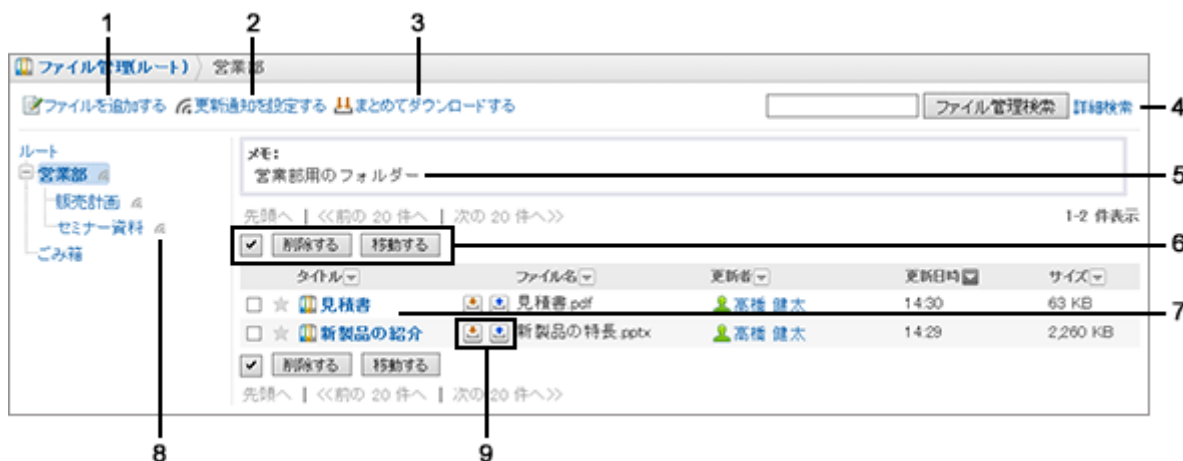 1 2 3
ファイル管理(ルート) 営業部
ファイルを追加する 更新通知を設定する まとめてダウンロードする ファイル管理検索 詳細検索 4
ルート
営業部
販売計画
セミナー資料
ごみ箱
メモ:
営業部用のフォルダー 5
先頭へ | <<前の 20 件へ | 次の 20 件へ>> 1-2 件表示
削除する 移動する 6
タイトル ファイル名 更新者 更新日時 サイズ
見積書 見積書.pdf 高橋 健太 14:30 63 KB 7
新製品の紹介 新製品の特長.pptx 高橋 健太 14:29 2,260 KB
削除する 移動する
先頭へ | <<前の 20 件へ | 次の 20 件へ>>
8 9